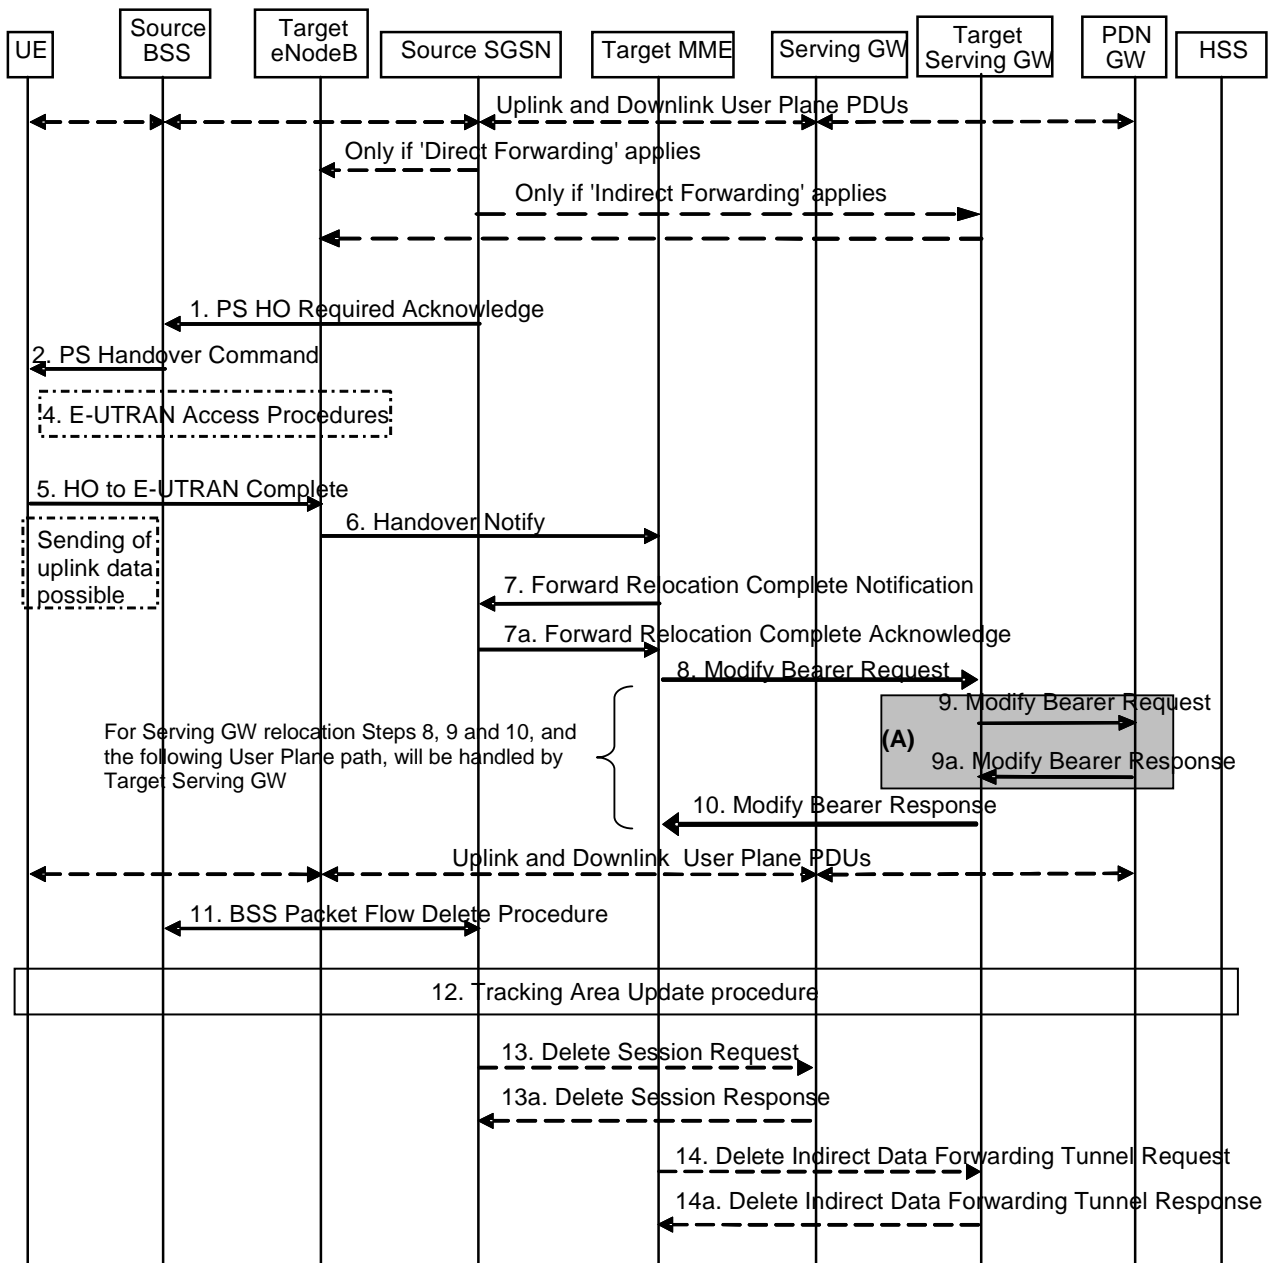 UE
Source
BSS
Target
eNodeB
Source SGSN
Target MME
Serving GW
Target
Serving GW
PDN
GW
HSS
Uplink and Downlink User Plane PDUs
Only if 'Direct Forwarding' applies
Only if 'Indirect Forwarding' applies
1. PS HO Required Acknowledge
2. PS Handover Command
4. E-UTRAN Access Procedures
5. HO to E-UTRAN Complete
Sending of
uplink data
possible
6. Handover Notify
7. Forward Relocation Complete Notification
7a. Forward Relocation Complete Acknowledge
8. Modify Bearer Request
For Serving GW relocation Steps 8, 9 and 10, and
the following User Plane path, will be handled by
Target Serving GW
9. Modify Bearer Request
(A)
9a. Modify Bearer Response
10. Modify Bearer Response
Uplink and Downlink User Plane PDUs
11. BSS Packet Flow Delete Procedure
12. Tracking Area Update procedure
13. Delete Session Request
13a. Delete Session Response
14. Delete Indirect Data Forwarding Tunnel Request
14a. Delete Indirect Data Forwarding Tunnel Response